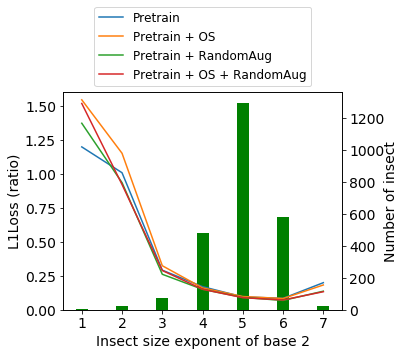 Pretrain
Pretrain + OS
Pretrain + RandomAug
Pretrain + OS + RandomAug
1.50
1.25
1.00
0.75
0.50
0.25
0.00
L1Loss (ratio)
1200
1000
800
600
400
200
0
Number of insect
1 2 3 4 5 6 7
Insect size exponent of base 2